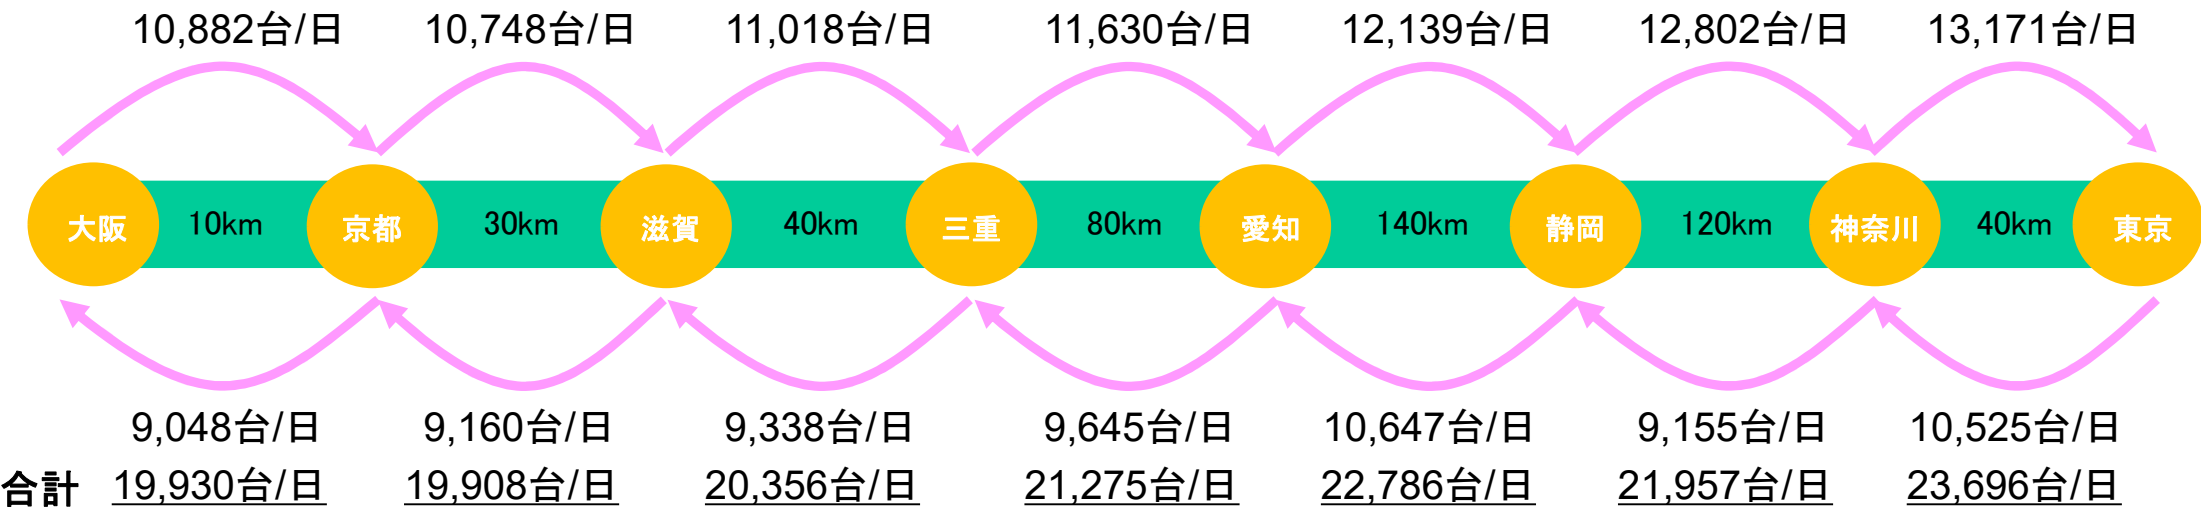 10,882台/日 10,748台/日 11,018台/日 11,630台/日 12,139台/日 12,802台/日 13,171台/日
大阪 10km 京都 30km 滋賀 40km 三重 80km 愛知 140km 静岡 120km 神奈川 40km 東京
9,048台/日 9,160台/日 9,338台/日 9,645台/日 10,647台/日 9,155台/日 10,525台/日
合計 19,930台/日 19,908台/日 20,356台/日 21,275台/日 22,786台/日 21,957台/日 23,696台/日